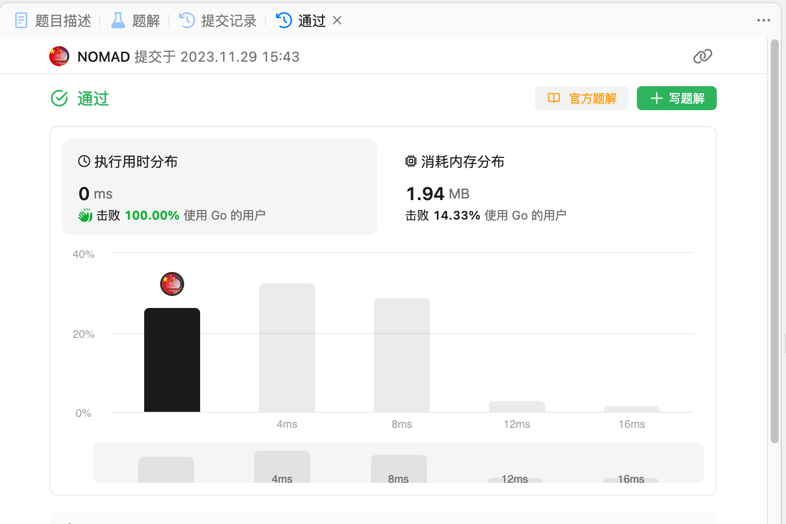 题目描述 题解 提交记录 通过
NOMAD 提交于 2023.11.29 15:43
通过 官方题解 写题解
执行用时分布
0 ms
击败 100.00% 使用 Go 的用户
消耗内存分布
1.94 MB
击败 14.33% 使用 Go 的用户
40%
20%
0%
4ms 8ms 12ms 16ms
4ms 8ms 12ms 16ms